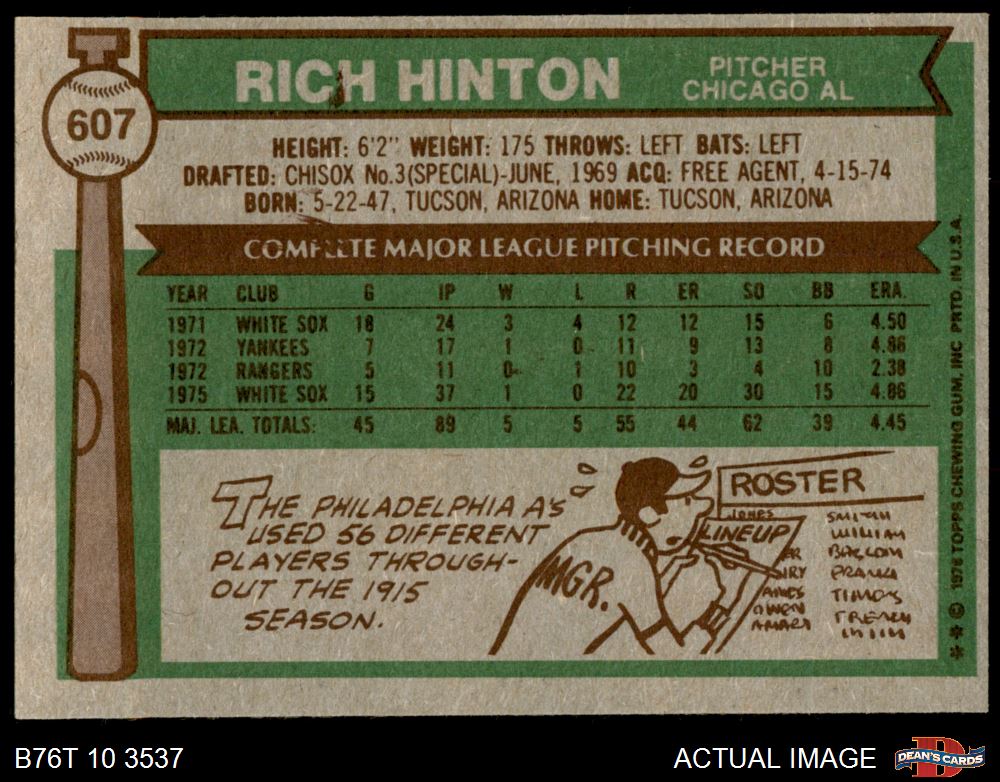 607
RICH HINTON
PITCHER
CHICAGO AL
HEIGHT: 6'2" WEIGHT: 175 THROWS: LEFT BATS: LEFT
DRAFTED: CHISOX No.3(SPECIAL)-JUNE, 1969 ACQ: FREE AGENT, 4-15-74
BORN: 5-22-47, TUCSON, ARIZONA HOME: TUCSON, ARIZONA
COMPLETE MAJOR LEAGUE PITCHING RECORD
YEAR CLUB G IP W L R ER SO BB ERA.
1971 WHITE SOX 18 24 3 4 12 12 15 6 4.50
1972 YANKEES 7 17 1 0 11 9 13 8 4.86
1972 RANGERS 5 11 0 1 10 3 4 10 2.38
1975 WHITE SOX 15 37 1 0 22 20 30 15 4.86
MAJ. LEA. TOTALS: 45 89 5 5 55 44 62 39 4.45
THE PHILADELPHIA A'S
USED 56 DIFFERENT
PLAYERS THROUGH-
OUT THE 1915
SEASON.
MGR.
ROSTER
JONES
LINEUP
OWEN
SMITH
WILLIAM
FRANK
TIMOS
FRENCH
** © 1976 TOPPS CHEWING GUM, INC. PRTD. IN U.S.A.
B76T 10 3537
ACTUAL IMAGE
D
DEAN'S CARDS